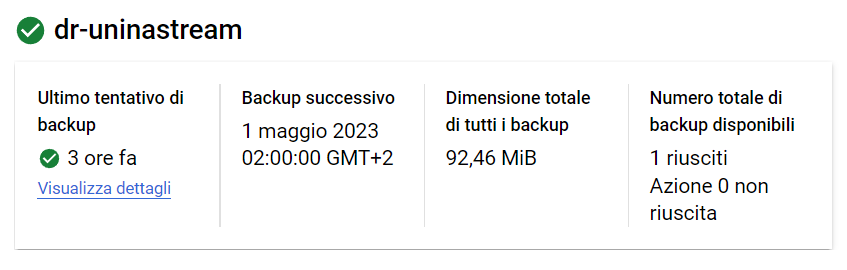 dr-uninastream
Ultimo tentativo di
backup
3 ore fa
Visualizza dettagli
Backup successivo
1 maggio 2023
02:00:00 GMT+2
Dimensione totale
di tutti i backup
92,46 MiB
Numero totale di
backup disponibili
1 riusciti
Azione 0 non
riuscita